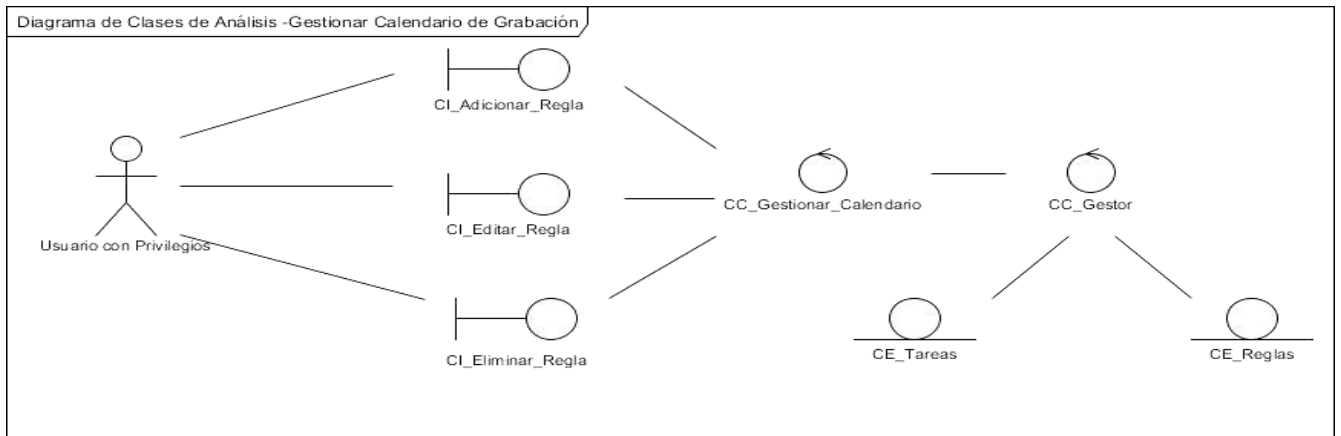 Diagrama de Clases de Análisis -Gestionar Calendario de Grabación
CI_Adicionar_Regla
Usuario con Privilegios
CI_Editar_Regla
CI_Eliminar_Regla
CC_Gestionar_Calendario
CC_Gestor
CE_Tareas
CE_Reglas